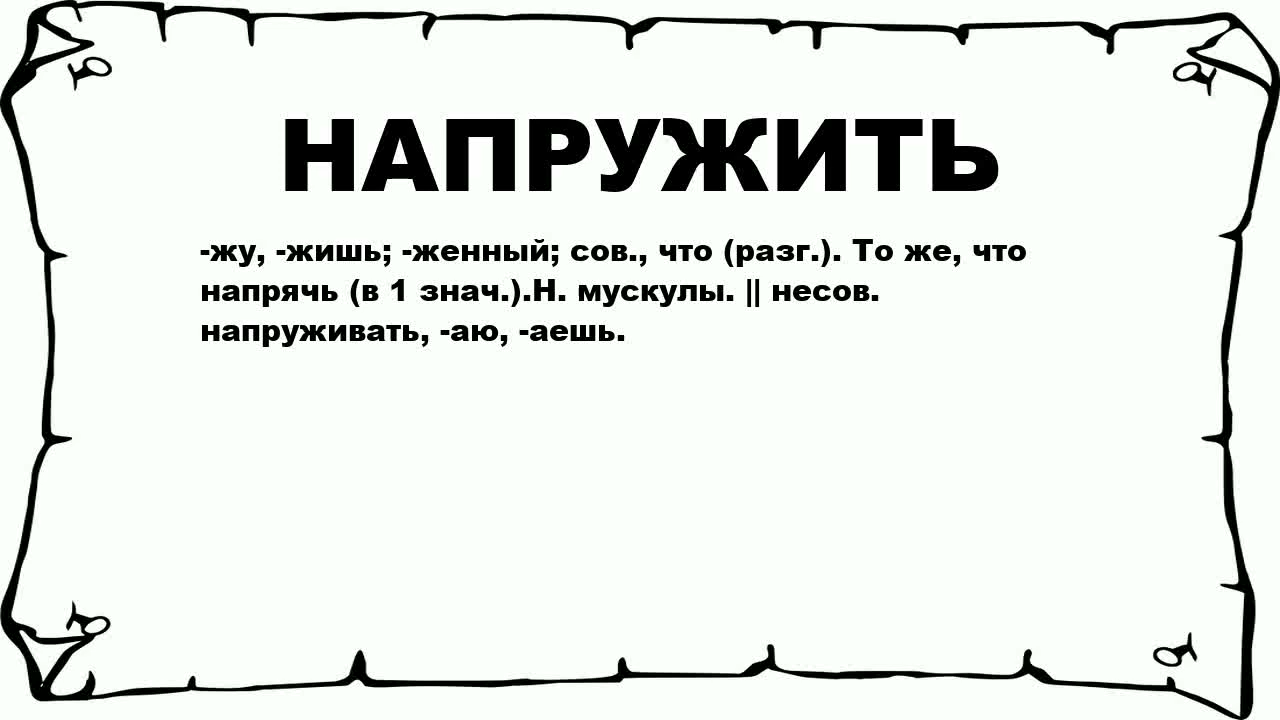 НАПРУЖИТЬ
-жу, -жишь; -женный; сов., что (разг.). То же, что
напрячь (в 1 знач.).Н. мускулы. || несов.
напруживать, -аю, -аешь.